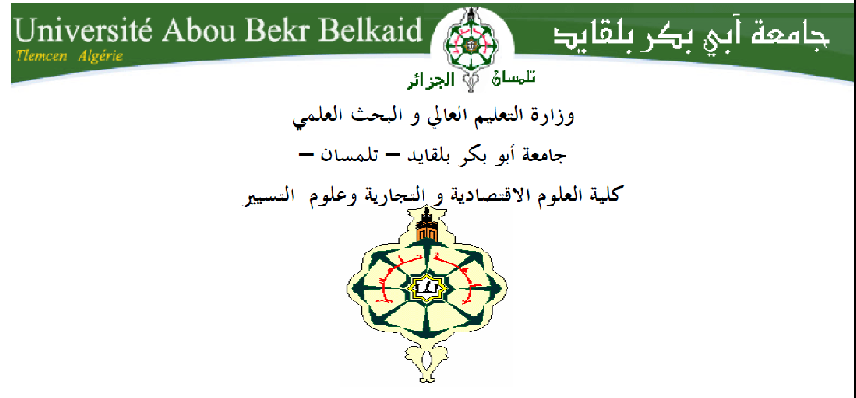 Université Abou Bekr Belkaid
جامعة أبي بكر بلقايد
Tlemcen Algérie
تلمسان الجزائر
وزارة التعليم العالي و البحث العلمي
جامعة أبو بكر بلقايد – تلمسان –
كلية العلوم الاقتصادية و التجارية وعلوم التسيير